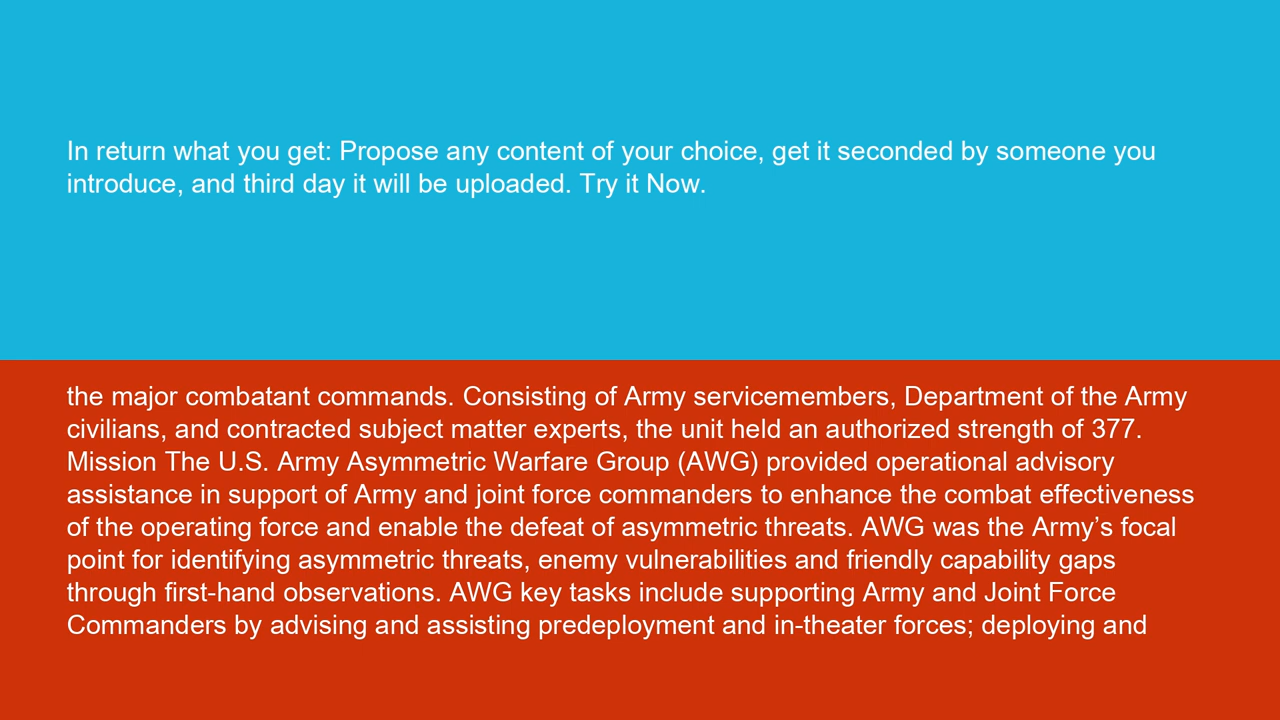 In return what you get: Propose any content of your choice, get it seconded by someone you
introduce, and third day it will be uploaded. Try it Now.
the major combatant commands. Consisting of Army servicemembers, Department of the Army
civilians, and contracted subject matter experts, the unit held an authorized strength of 377.
Mission The U.S. Army Asymmetric Warfare Group (AWG) provided operational advisory
assistance in support of Army and joint force commanders to enhance the combat effectiveness
of the operating force and enable the defeat of asymmetric threats. AWG was the Army’s focal
point for identifying asymmetric threats, enemy vulnerabilities and friendly capability gaps
through first-hand observations. AWG key tasks include supporting Army and Joint Force
Commanders by advising and assisting predeployment and in-theater forces; deploying and